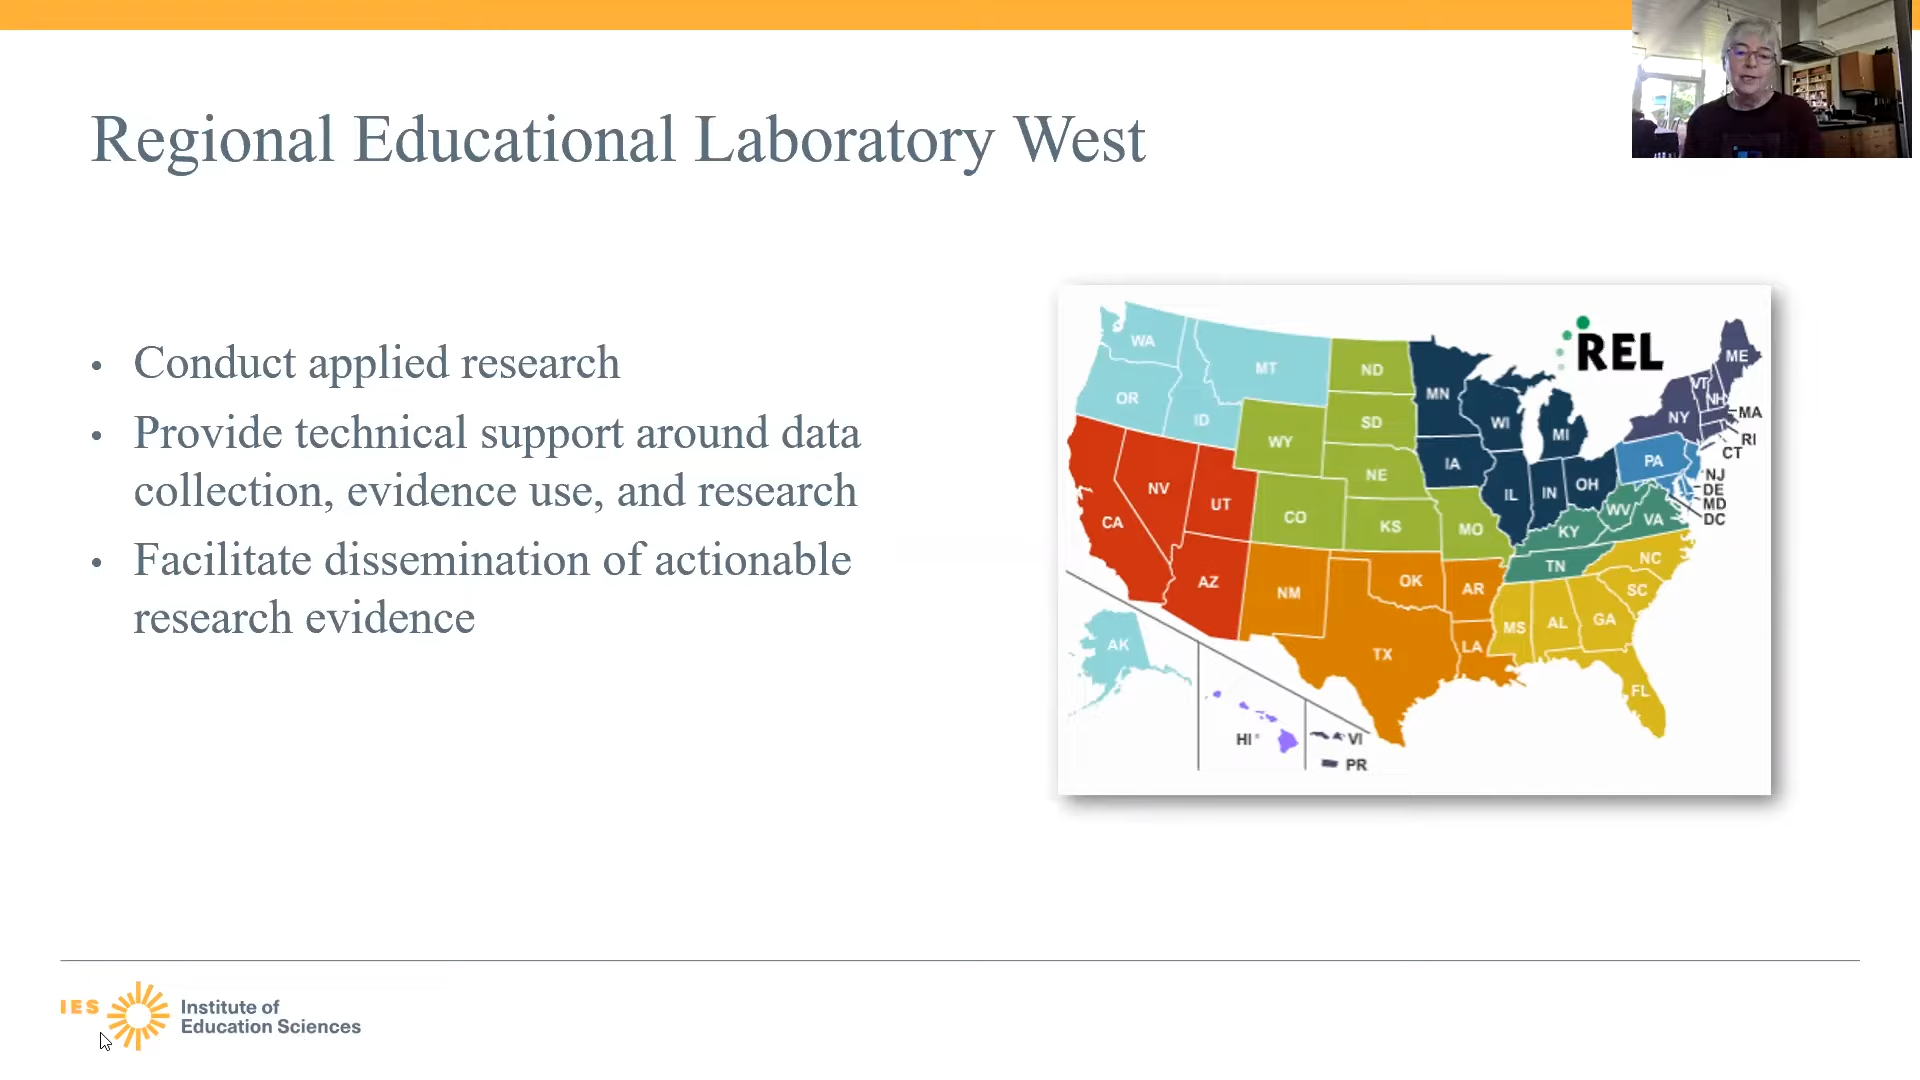 Regional Educational Laboratory West
• Conduct applied research
• Provide technical support around data
collection, evidence use, and research
• Facilitate dissemination of actionable
research evidence
REL
WA
MT
ND
MN
ME
VT
NH
OR
ID
SD
WI
MI
NY
MA
RI
CT
WY
IA
PA
NE
NJ
DE
MD
DC
NV
UT
CO
KS
MO
IL
IN
OH
WV
VA
KY
CA
AZ
NM
OK
AR
TN
NC
SC
TX
LA
MS
AL
GA
FL
AK
HI
VI
PR
IES
Institute of
Education Sciences